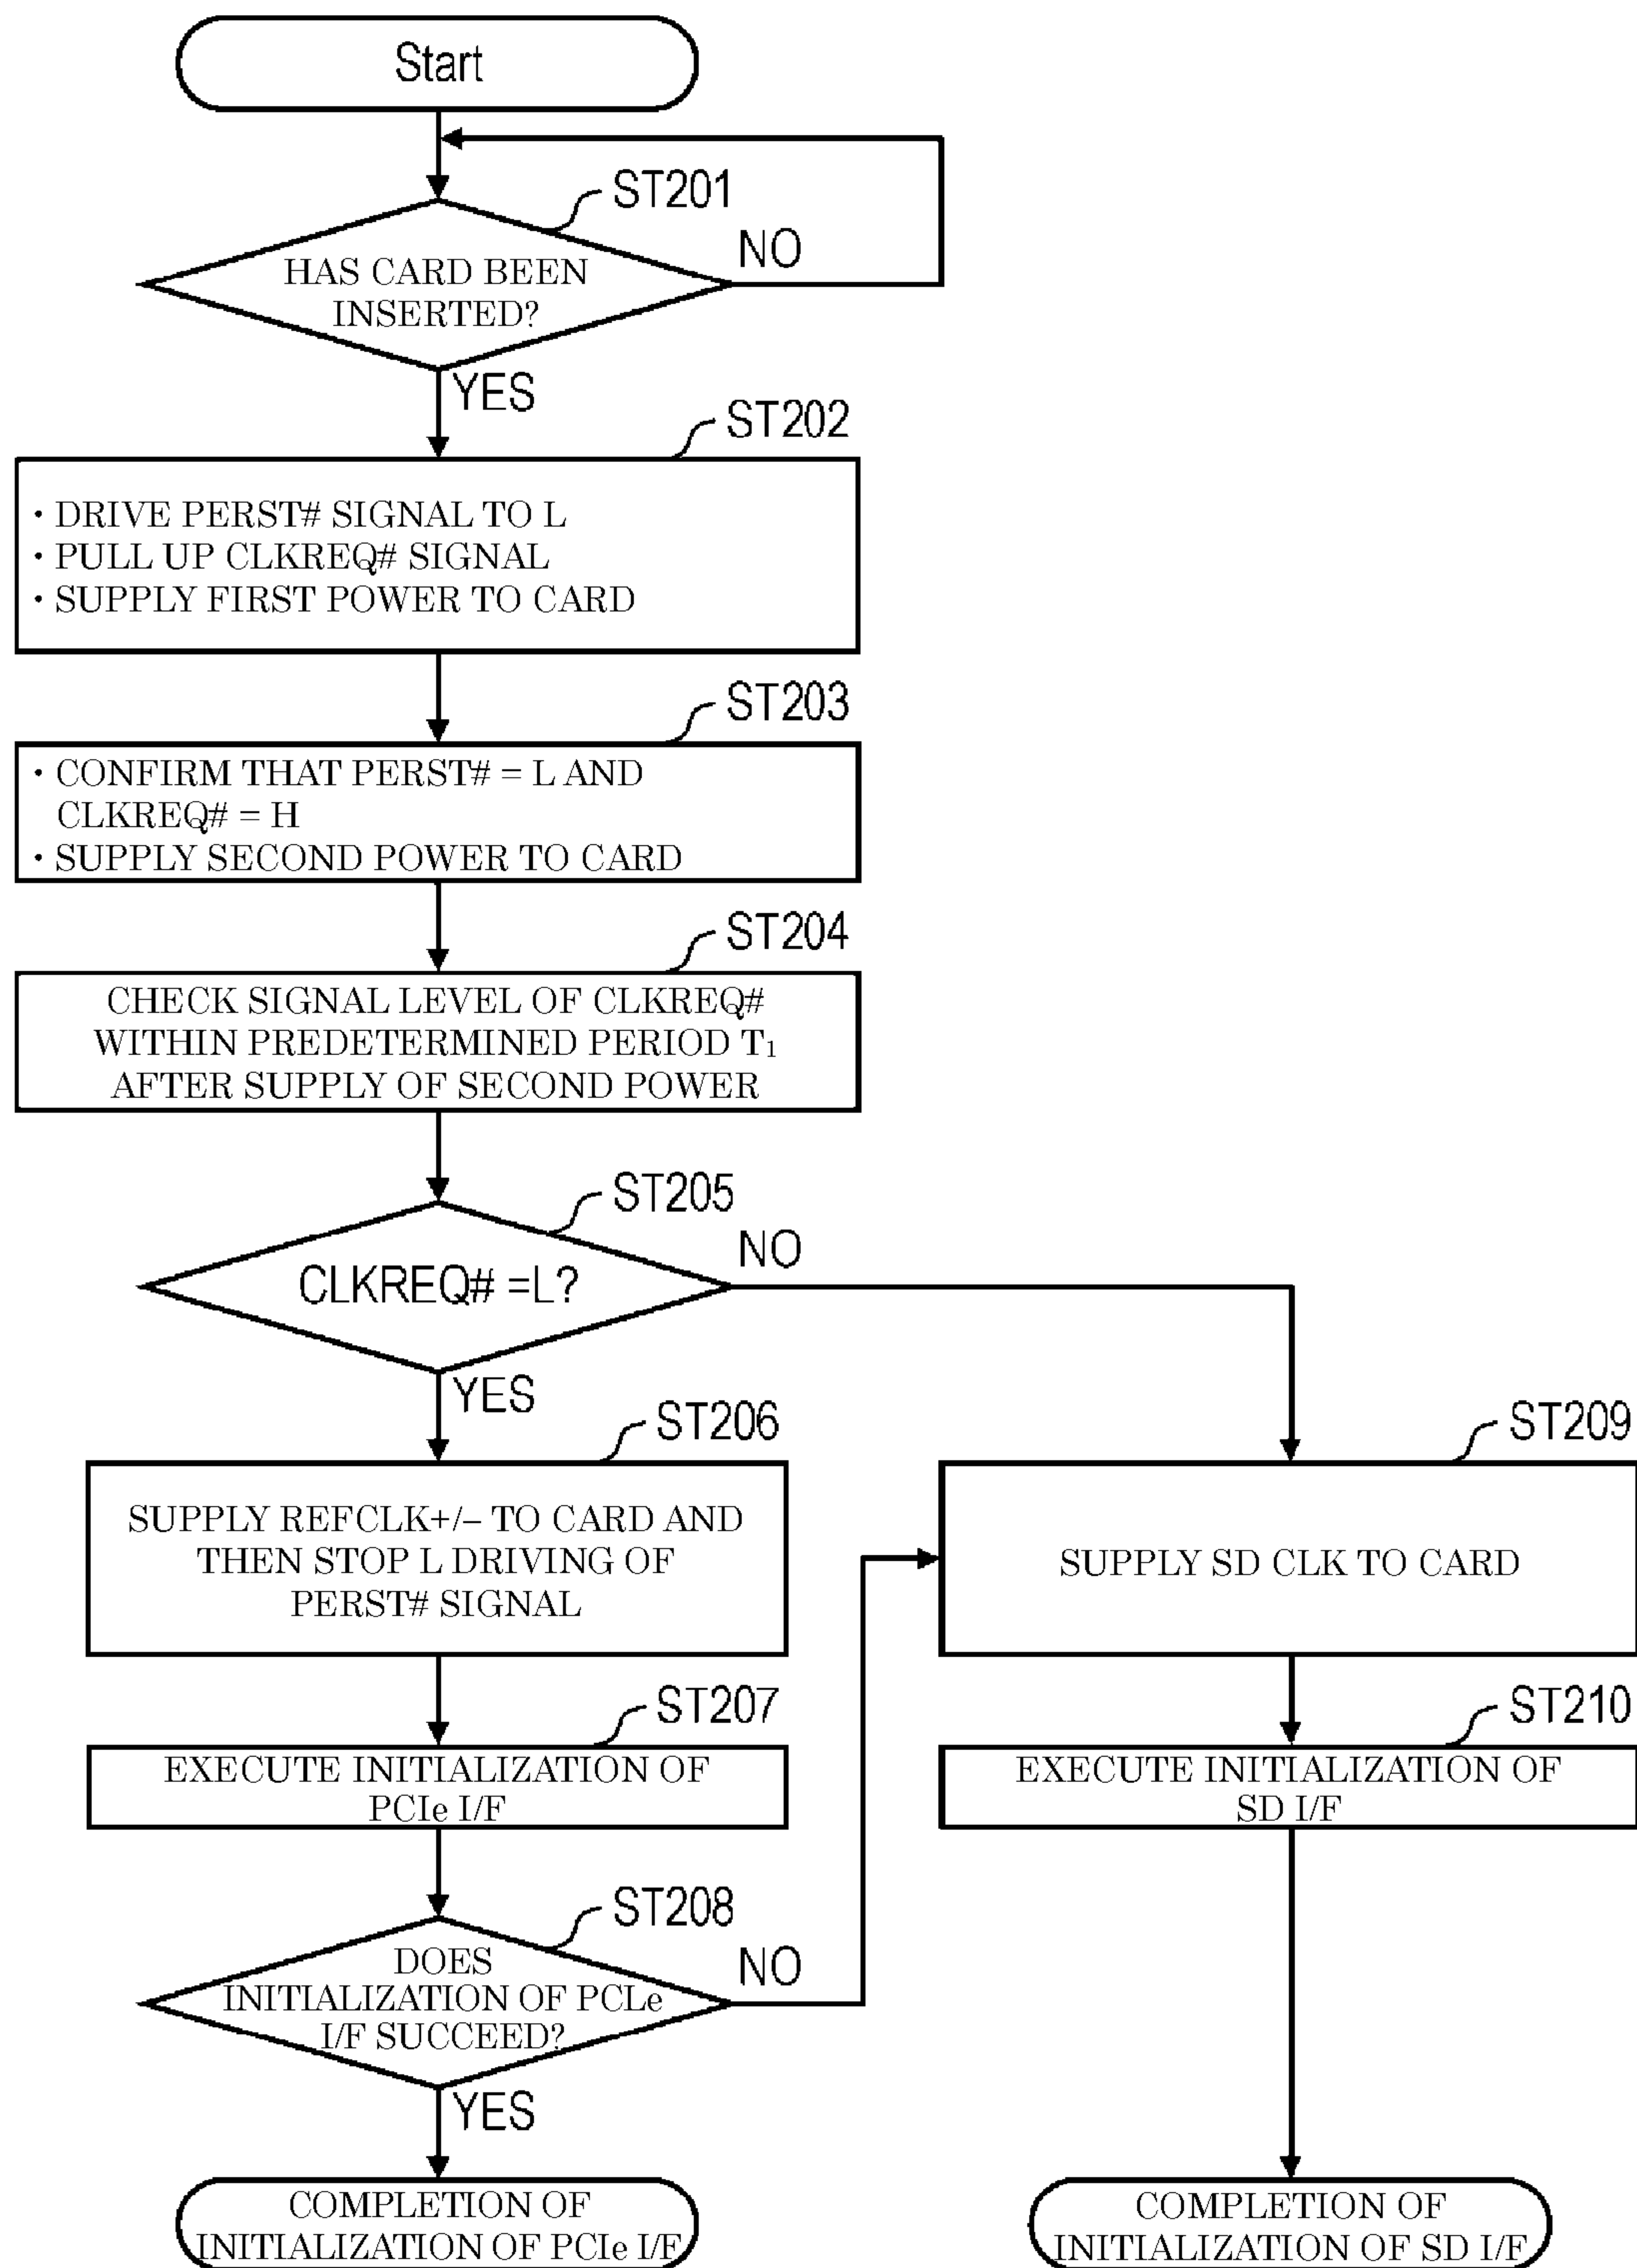 Start
ST201
HAS CARD BEEN
INSERTED?
NO
YES
ST202
· DRIVE PERST# SIGNAL TO L
· PULL UP CLKREQ# SIGNAL
· SUPPLY FIRST POWER TO CARD
ST203
· CONFIRM THAT PERST# = L AND
CLKREQ# = H
· SUPPLY SECOND POWER TO CARD
ST204
CHECK SIGNAL LEVEL OF CLKREQ#
WITHIN PREDETERMINED PERIOD T₁
AFTER SUPPLY OF SECOND POWER
ST205
CLKREQ# =L?
NO
YES
ST206
SUPPLY REFCLK+/– TO CARD AND
THEN STOP L DRIVING OF
PERST# SIGNAL
ST207
EXECUTE INITIALIZATION OF
PCIe I/F
ST208
DOES
INITIALIZATION OF PCLe
I/F SUCCEED?
NO
YES
COMPLETION OF
INITIALIZATION OF PCIe I/F
ST209
SUPPLY SD CLK TO CARD
ST210
EXECUTE INITIALIZATION OF
SD I/F
COMPLETION OF
INITIALIZATION OF SD I/F